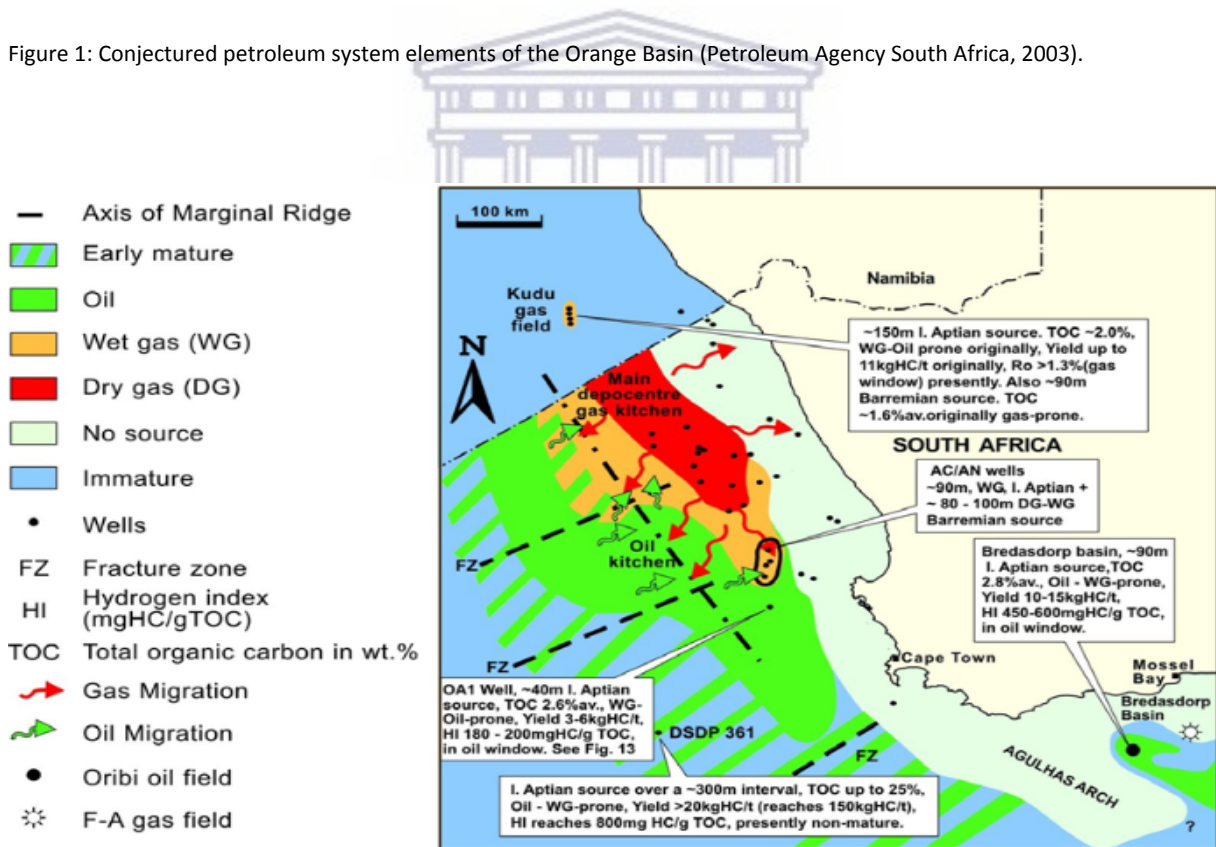 Figure 1: Conjectured petroleum system elements of the Orange Basin (Petroleum Agency South Africa, 2003).
Axis of Marginal Ridge
Early mature
Oil
Wet gas (WG)
Dry gas (DG)
No source
Immature
Wells
FZ Fracture zone
HI Hydrogen index
(mgHC/gTOC)
TOC Total organic carbon in wt.%
Gas Migration
Oil Migration
Oribi oil field
F-A gas field
100 km
Namibia
Kudu
gas
field
N
~150m l. Aptian source. TOC ~2.0%,
WG-Oil prone originally, Yield up to
11kgHC/t originally, Ro >1.3%(gas
window) presently. Also ~90m
Barremian source. TOC
~1.6%av.originally gas-prone.
Main
depocentre
gas kitchen
SOUTH AFRICA
AC/AN wells
~90m, WG, l. Aptian +
~ 80 - 100m DG-WG
Barremian source
Oil
kitchen
FZ
Bredasdorp basin, ~90m
l. Aptian source,TOC
2.8%av., Oil - WG-prone,
Yield 10-15kgHC/t,
HI 450-600mgHC/g TOC,
in oil window.
FZ
Cape Town
Mossel
Bay
Bredasdorp
Basin
OA1 Well, ~40m l. Aptian
source, TOC 2.6%av., WG-
Oil-prone, Yield 3-6kgHC/t,
HI 180 - 200mgHC/g TOC,
in oil window. See Fig. 13
DSDP 361
FZ
AGULHAS ARCH
l. Aptian source over a ~300m interval, TOC up to 25%,
Oil - WG-prone, Yield >20kgHC/t (reaches 150kgHC/t),
HI reaches 800mg HC/g TOC, presently non-mature.
?